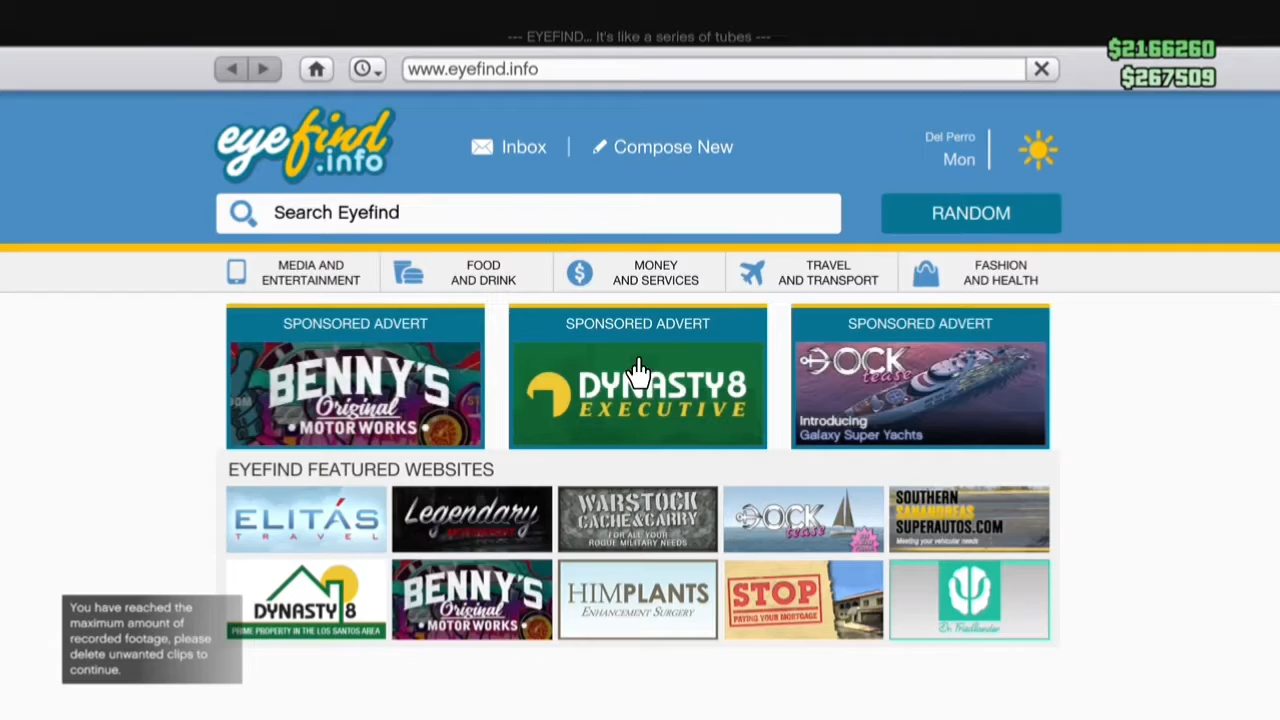 --- EYEFIND... It's like a series of tubes ---
$2166260
www.eyefind.info
$267509
eyefind
.info
Inbox
Compose New
Del Perro
Mon
Search Eyefind
RANDOM
MEDIA AND
ENTERTAINMENT
FOOD
AND DRINK
MONEY
AND SERVICES
TRAVEL
AND TRANSPORT
FASHION
AND HEALTH
SPONSORED ADVERT
BENNY'S
Original
MOTOR WORKS
SPONSORED ADVERT
DYNASTY8
EXECUTIVE
SPONSORED ADVERT
DOCK
tease
Introducing
Galaxy Super Yachts
EYEFIND FEATURED WEBSITES
ELITÁS
TRAVEL
Legendary
WARSTOCK
CACHE&CARRY
FOR ALL YOUR
ROGUE MILITARY NEEDS
DOCK
tease
SOUTHERN
SANANDREAS
SUPERAUTOS.COM
Meeting your vehicular needs
DYNASTY 8
PRIME PROPERTY IN THE LOS SANTOS AREA
BENNY'S
Original
MOTOR WORKS
HIMPLANTS
ENHANCEMENT SURGERY
STOP
PAYING YOUR MORTGAGE
Dr Friedlander
You have reached the
maximum amount of
recorded footage, please
delete unwanted clips to
continue.